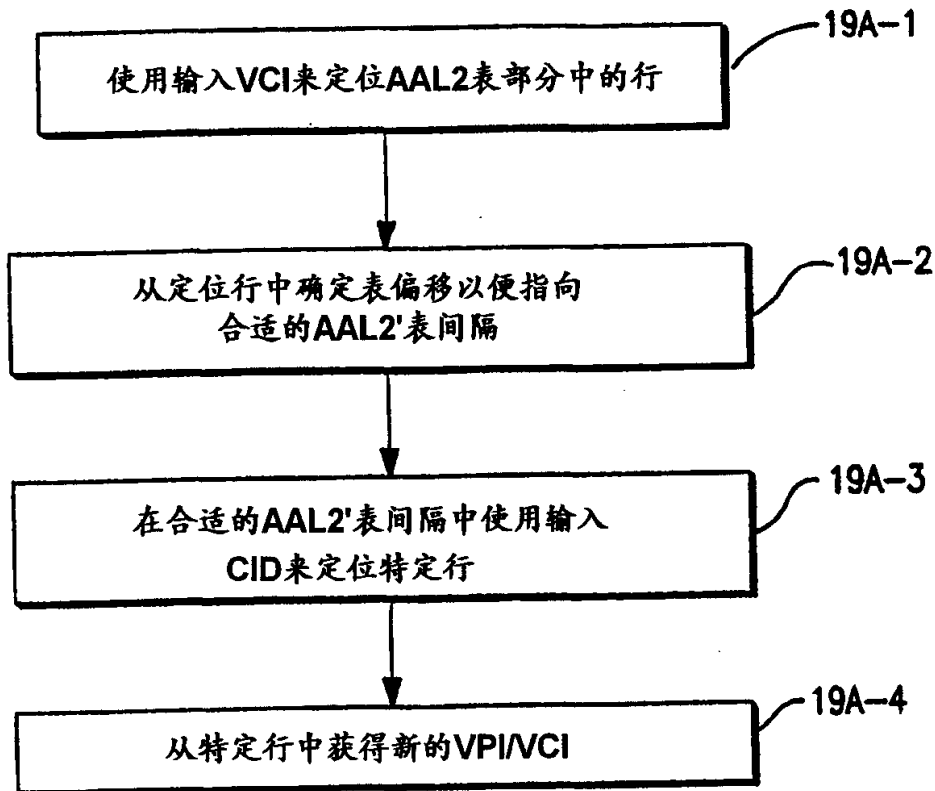 19A-1
使用输入VCI来定位AAL2表部分中的行
19A-2
从定位行中确定表偏移以便指向
合适的AAL2'表间隔
19A-3
在合适的AAL2'表间隔中使用输入
CID来定位特定行
19A-4
从特定行中获得新的VPI/VCI